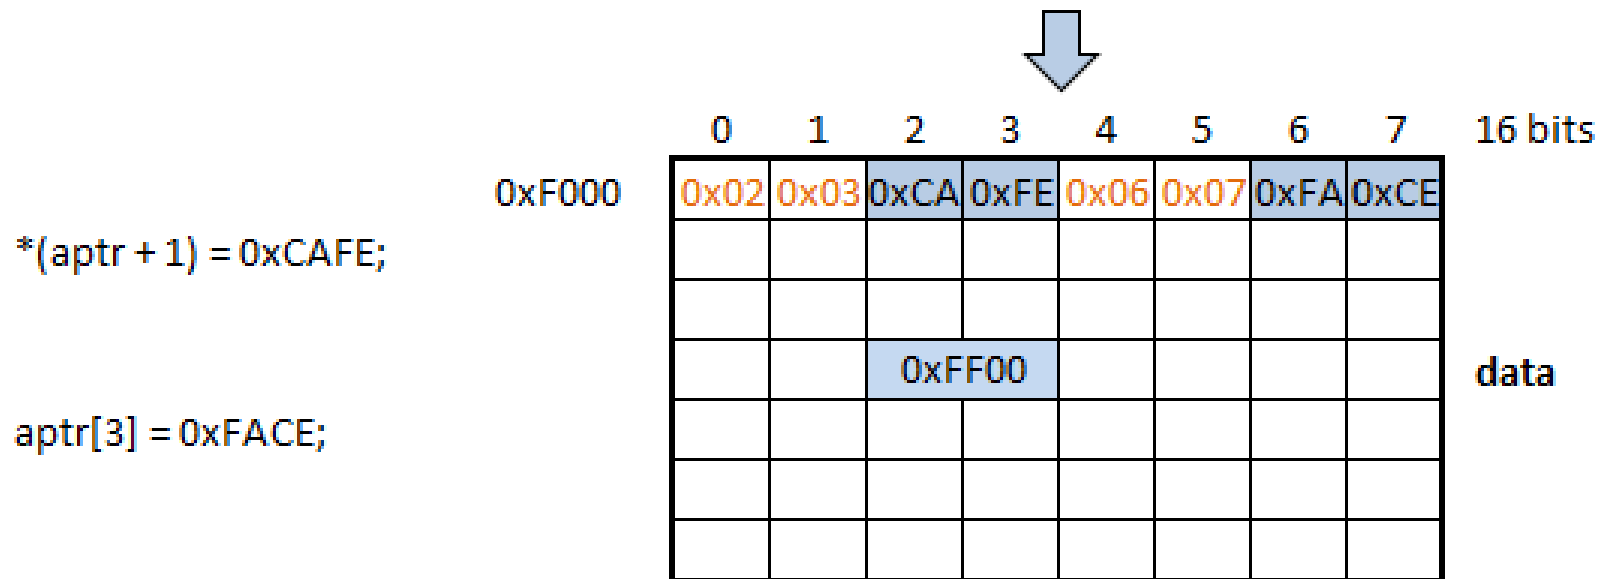 0 1 2 3 4 5 6 7 16 bits
0xF000 0x02 0x03 0xCA 0xFE 0x06 0x07 0xFA 0xCE
*(aptr + 1) = 0xCAFE;
0xFF00 data
aptr[3] = 0xFACE;